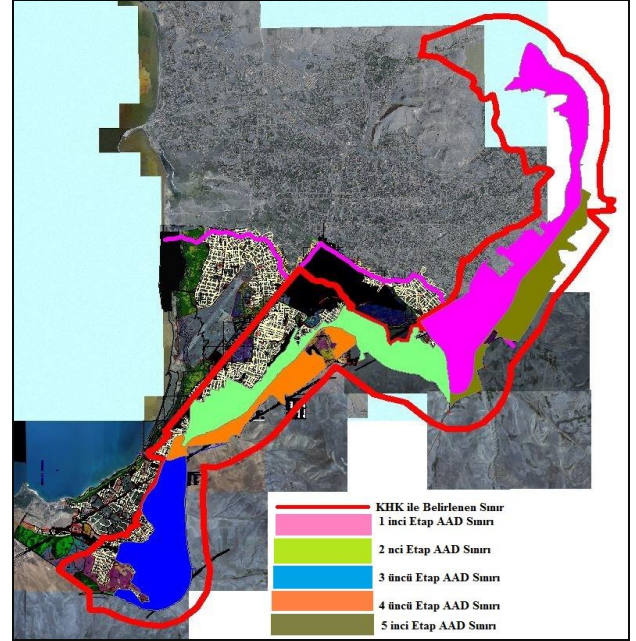 KHK ile Belirlenen Sınır
1 inci Etap AAD Sınırı
2 nci Etap AAD Sınırı
3 üncü Etap AAD Sınırı
4 üncü Etap AAD Sınırı
5 inci Etap AAD Sınırı